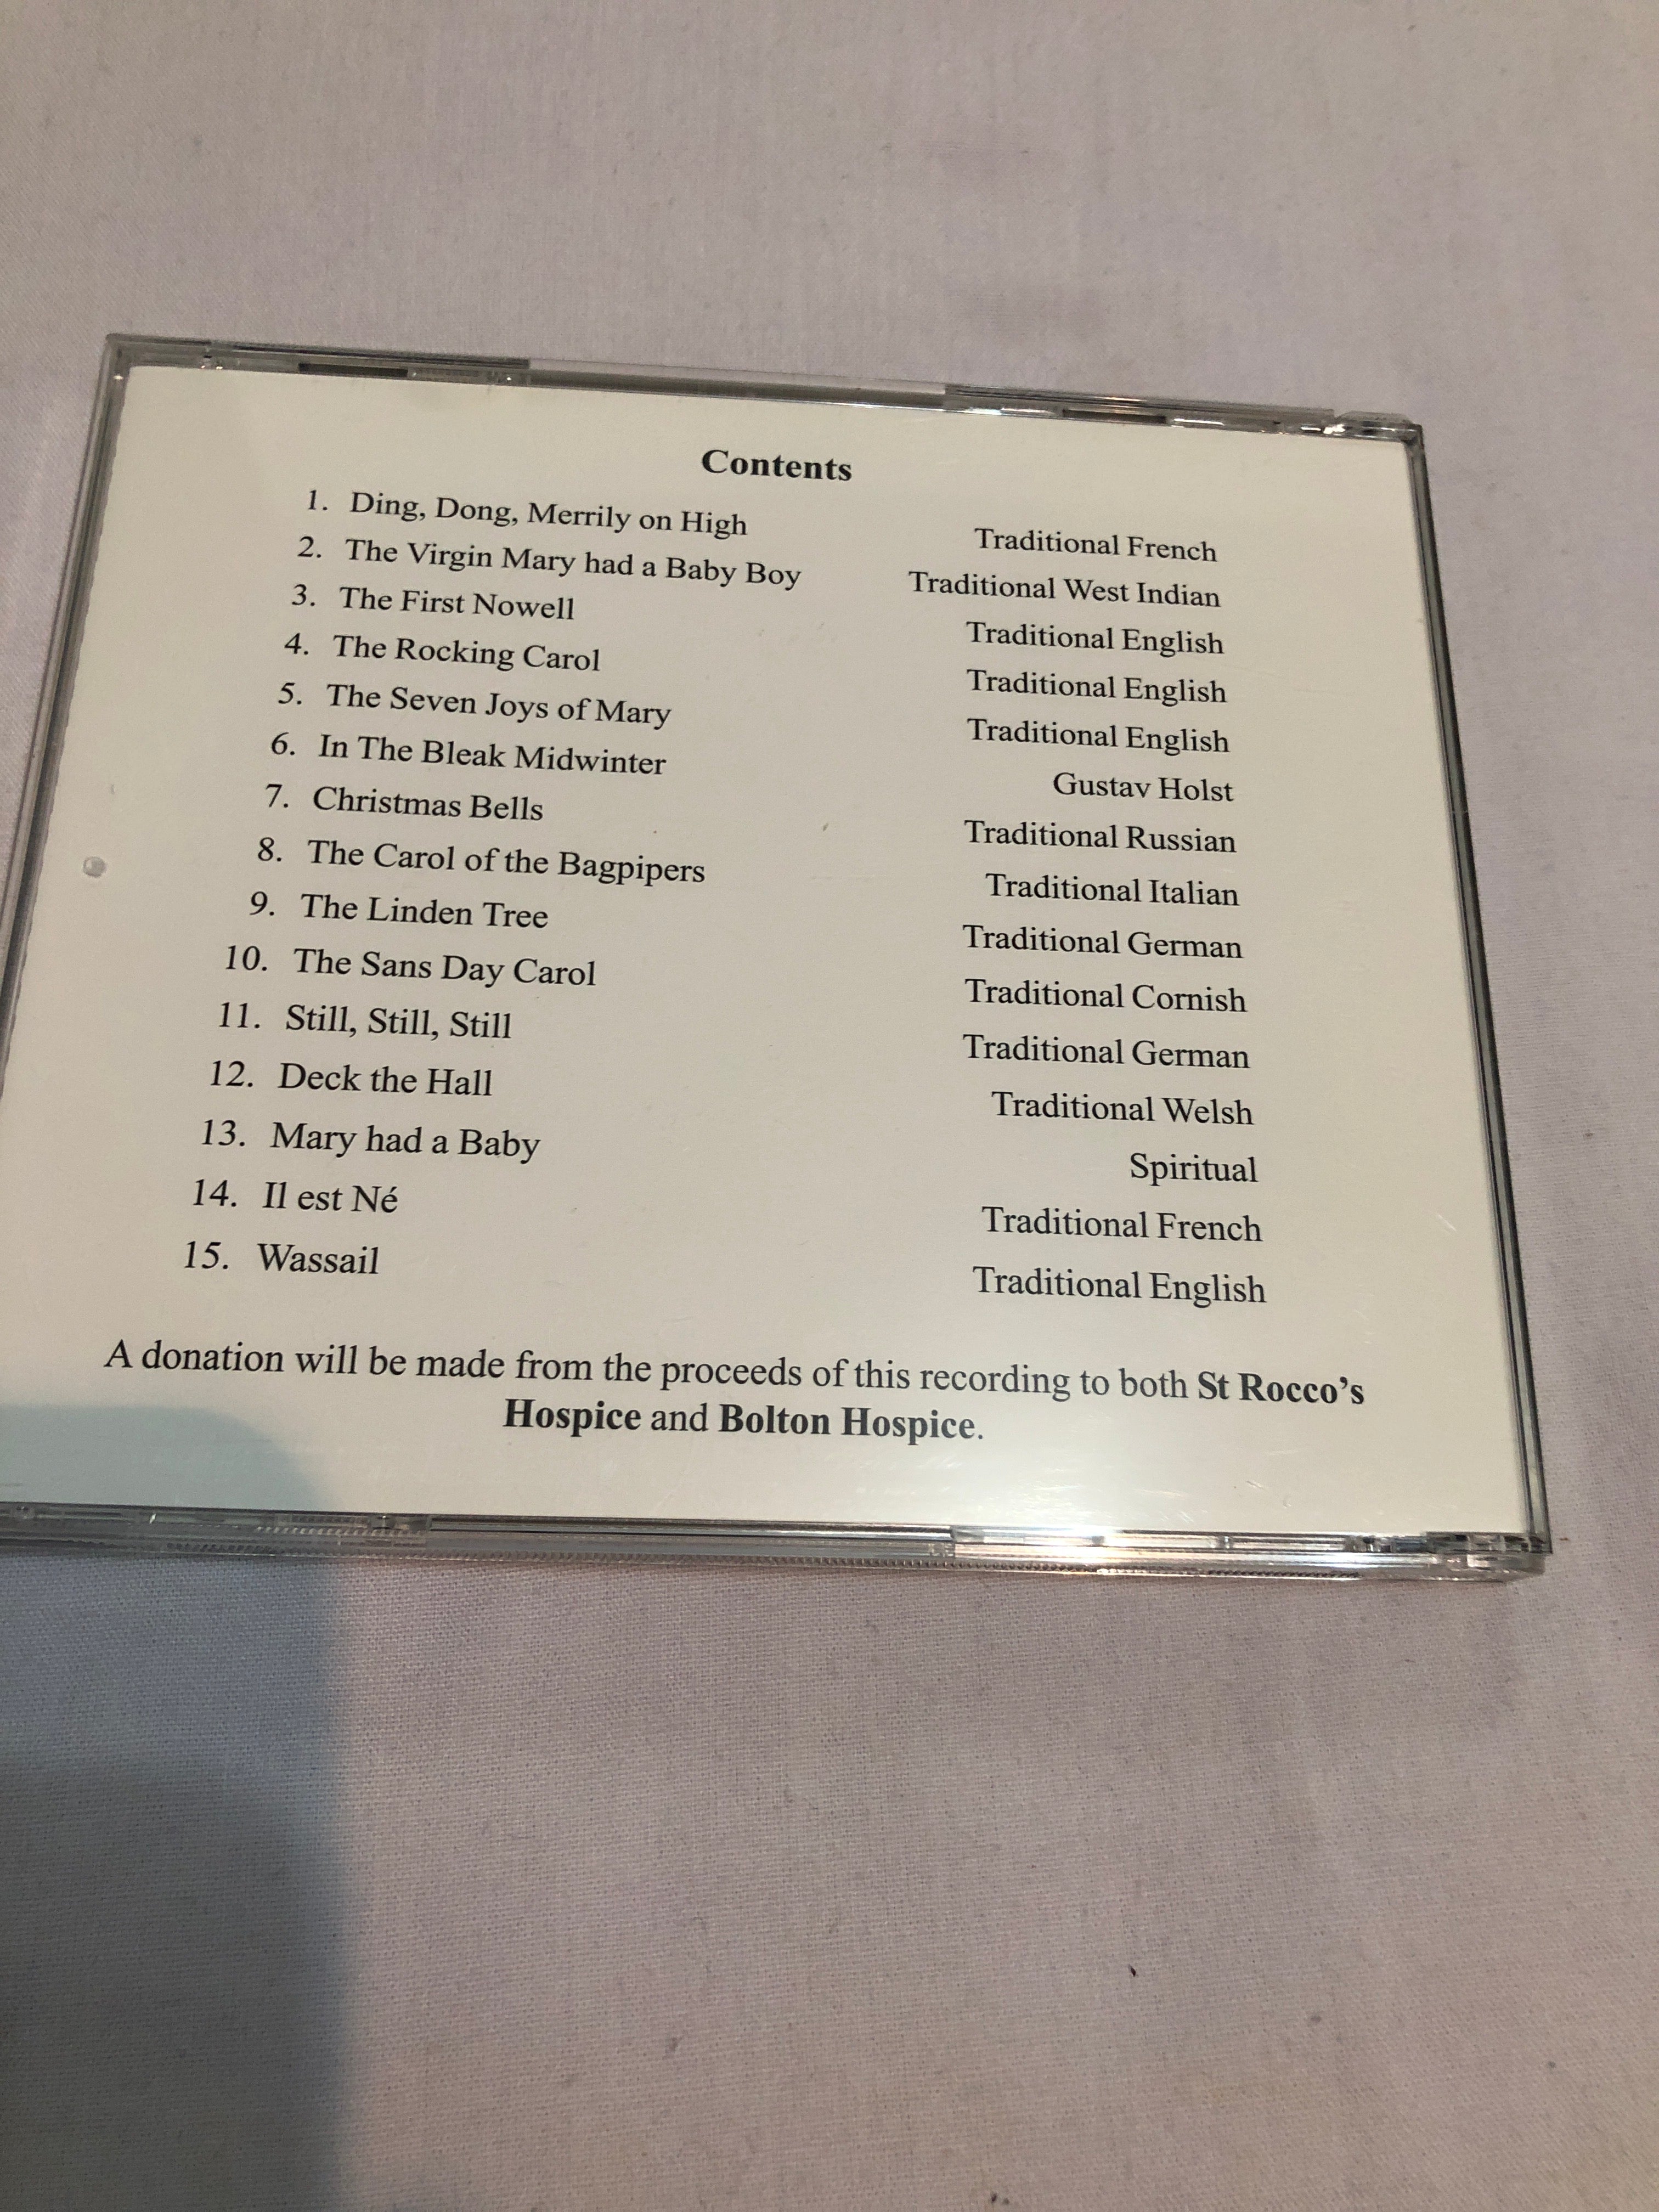 Contents
1. Ding, Dong, Merrily on High Traditional French
2. The Virgin Mary had a Baby Boy Traditional West Indian
3. The First Nowell Traditional English
4. The Rocking Carol Traditional English
5. The Seven Joys of Mary Traditional English
6. In The Bleak Midwinter Gustav Holst
7. Christmas Bells Traditional Russian
8. The Carol of the Bagpipers Traditional Italian
9. The Linden Tree Traditional German
10. The Sans Day Carol Traditional Cornish
11. Still, Still, Still Traditional German
12. Deck the Hall Traditional Welsh
13. Mary had a Baby Spiritual
14. Il est Né Traditional French
15. Wassail Traditional English
A donation will be made from the proceeds of this recording to both St Rocco’s
Hospice and Bolton Hospice.